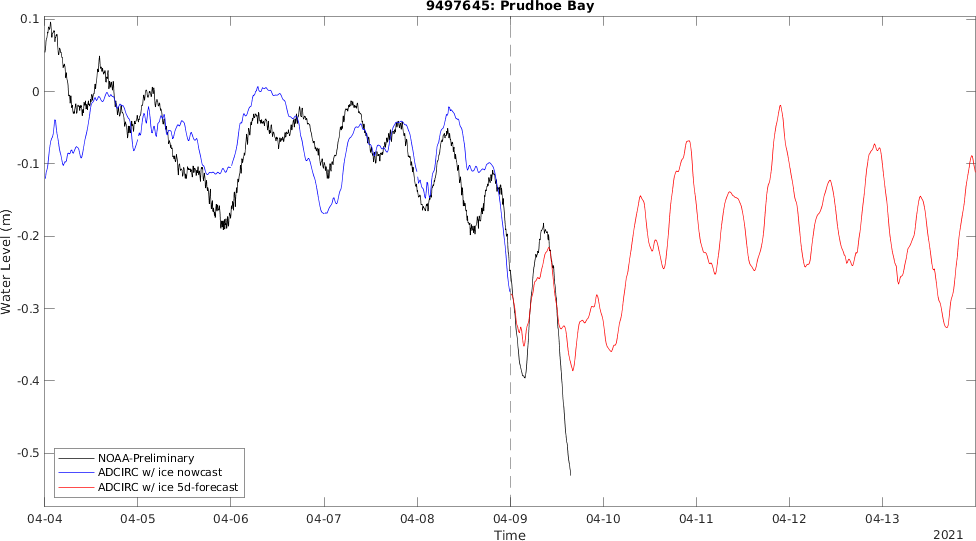 9497645: Prudhoe Bay
0.1
0
-0.1
-0.2
-0.3
-0.4
-0.5
Water Level (m)
NOAA-Preliminary
ADCIRC w/ ice nowcast
ADCIRC w/ ice 5d-forecast
04-04 04-05 04-06 04-07 04-08 04-09 04-10 04-11 04-12 04-13
Time
2021